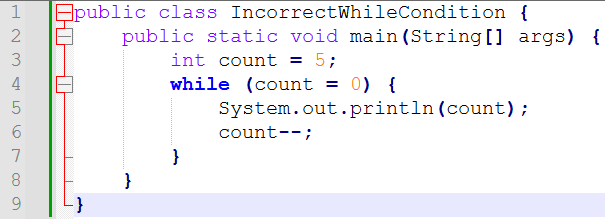 1 public class IncorrectWhileCondition {
2     public static void main(String[] args) {
3         int count = 5;
4         while (count = 0) {
5             System.out.println(count);
6             count--;
7         }
8     }
9 }